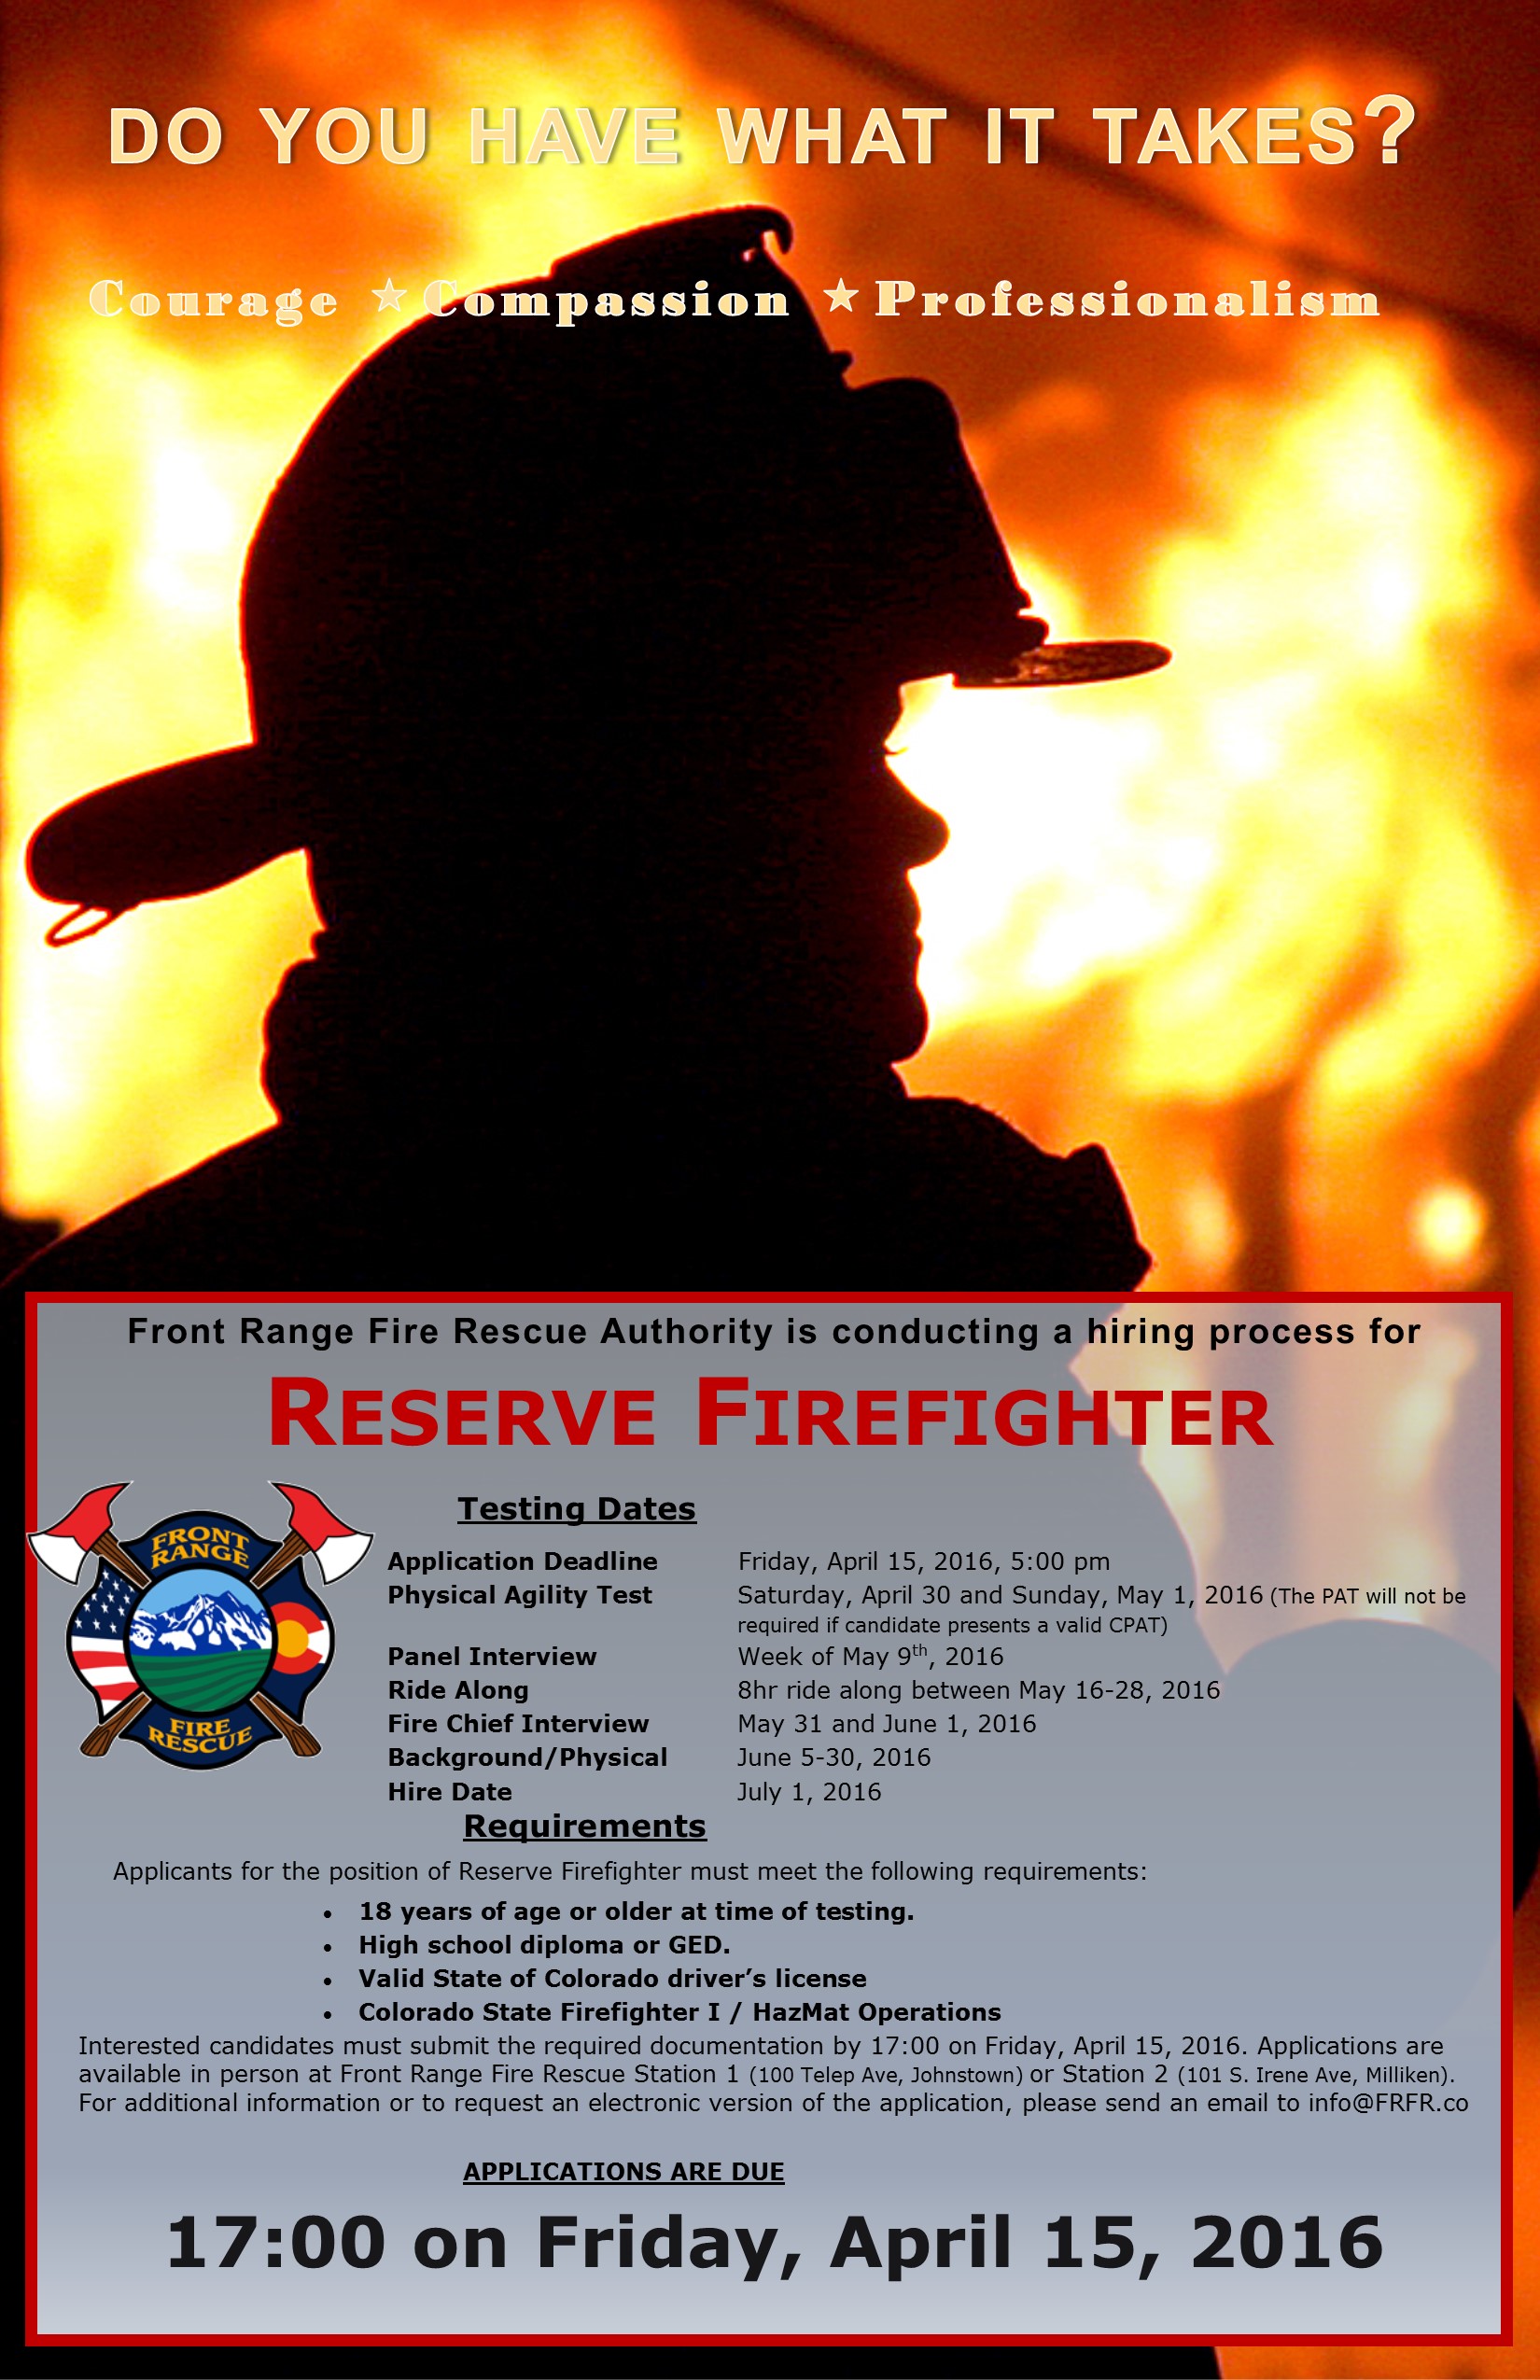 DO YOU HAVE WHAT IT TAKES?
Courage ★ Compassion ★ Professionalism
Front Range Fire Rescue Authority is conducting a hiring process for
RESERVE FIREFIGHTER
FRONT
RANGE
FIRE
RESCUE
Testing Dates
Application Deadline Friday, April 15, 2016, 5:00 pm
Physical Agility Test Saturday, April 30 and Sunday, May 1, 2016 (The PAT will not be
required if candidate presents a valid CPAT)
Panel Interview Week of May 9th, 2016
Ride Along 8hr ride along between May 16-28, 2016
Fire Chief Interview May 31 and June 1, 2016
Background/Physical June 5-30, 2016
Hire Date July 1, 2016
Requirements
Applicants for the position of Reserve Firefighter must meet the following requirements:
• 18 years of age or older at time of testing.
• High school diploma or GED.
• Valid State of Colorado driver’s license
• Colorado State Firefighter I / HazMat Operations
Interested candidates must submit the required documentation by 17:00 on Friday, April 15, 2016. Applications are
available in person at Front Range Fire Rescue Station 1 (100 Telep Ave, Johnstown) or Station 2 (101 S. Irene Ave, Milliken).
For additional information or to request an electronic version of the application, please send an email to info@FRFR.co
APPLICATIONS ARE DUE
17:00 on Friday, April 15, 2016